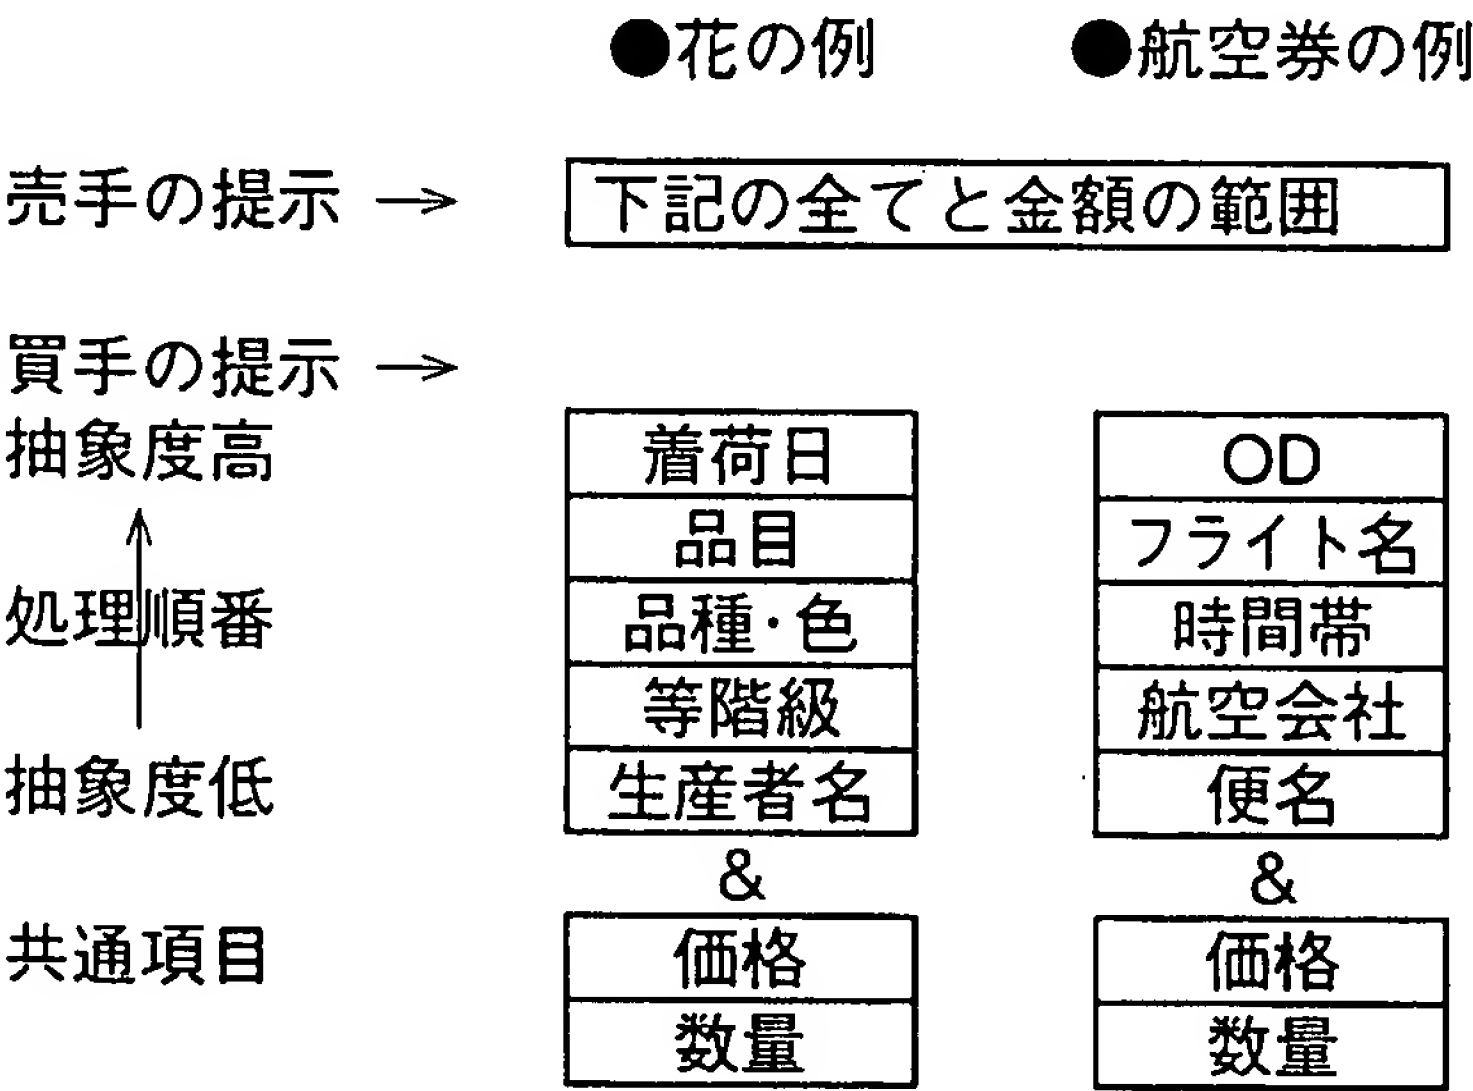 ●花の例 ●航空券の例
売手の提示 → 下記の全てと金額の範囲
買手の提示 →
抽象度高 着荷日 OD
品目 フライト名
処理順番 品種・色 時間帯
等階級 航空会社
抽象度低 生産者名 便名
& &
共通項目 価格 価格
数量 数量